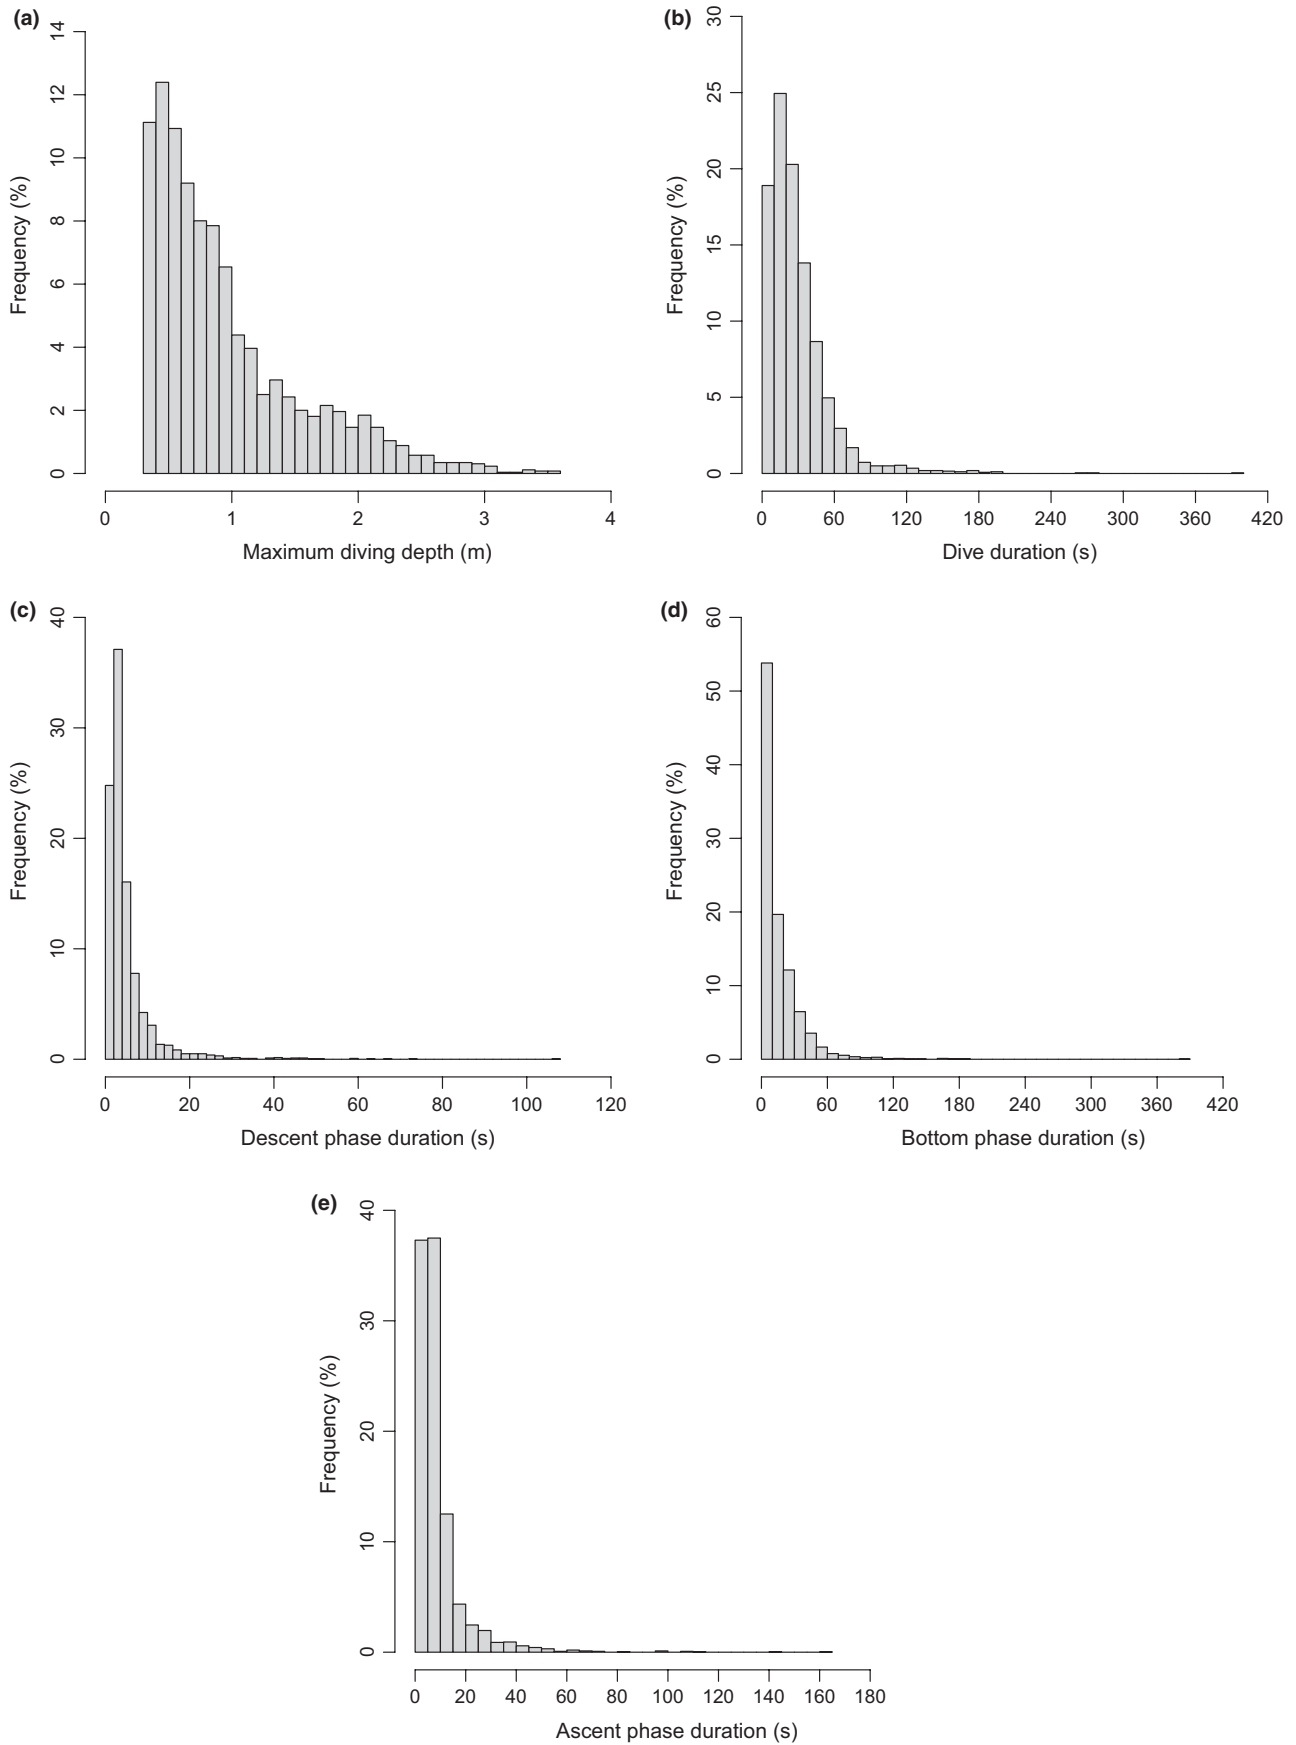 (a)
14
12
10
8
6
4
2
0
Frequency (%)
0 1 2 3 4
Maximum diving depth (m)
(b)
30
25
20
15
10
5
0
Frequency (%)
0 60 120 180 240 300 360 420
Dive duration (s)
(c)
40
30
20
10
0
Frequency (%)
0 20 40 60 80 100 120
Descent phase duration (s)
(d)
60
50
40
30
20
10
0
Frequency (%)
0 60 120 180 240 300 360 420
Bottom phase duration (s)
(e)
40
30
20
10
0
Frequency (%)
0 20 40 60 80 100 120 140 160 180
Ascent phase duration (s)